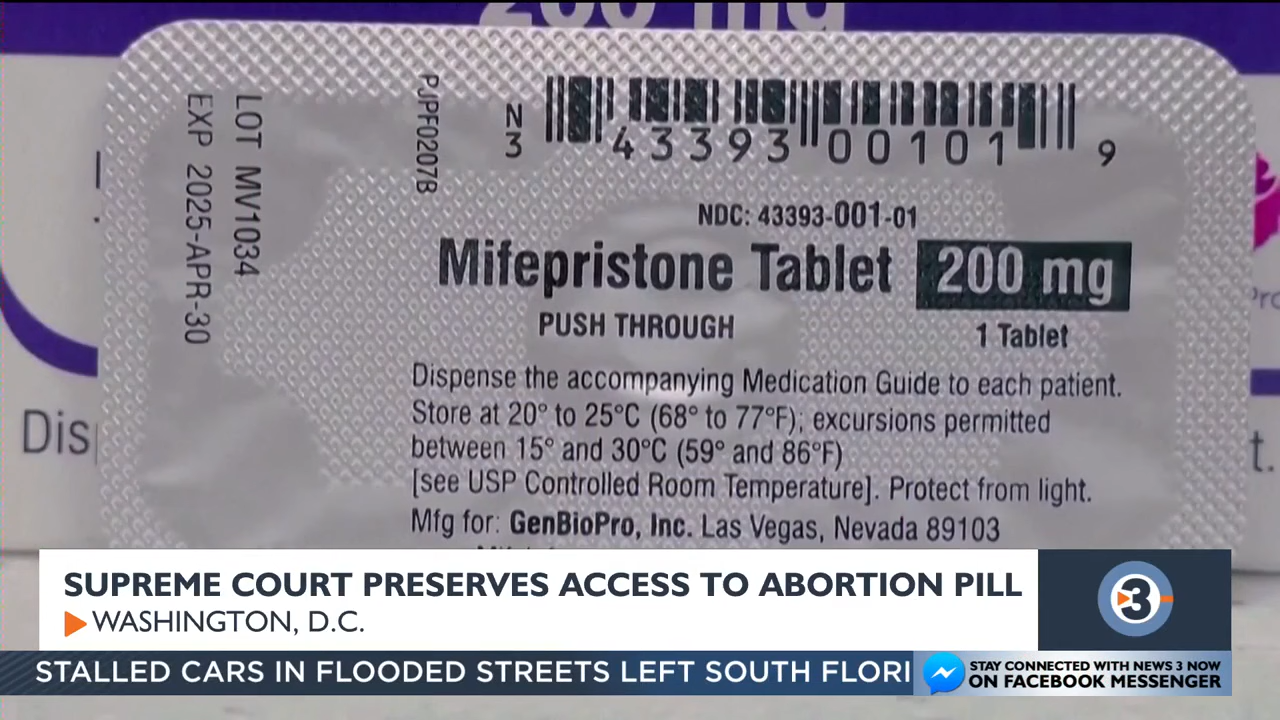 200 mg
LOT MV1034
EXP 2025-APR-30
PJPF0207B
N
3
43393 00101 9
NDC: 43393-001-01
Mifepristone Tablet 200 mg
PUSH THROUGH
1 Tablet
Dispense the accompanying Medication Guide to each patient.
Store at 20° to 25°C (68° to 77°F); excursions permitted
between 15° and 30°C (59° and 86°F)
[see USP Controlled Room Temperature]. Protect from light.
Mfg for: GenBioPro, Inc. Las Vegas, Nevada 89103
SUPREME COURT PRESERVES ACCESS TO ABORTION PILL
WASHINGTON, D.C.
3
STALLED CARS IN FLOODED STREETS LEFT SOUTH FLORI
STAY CONNECTED WITH NEWS 3 NOW
ON FACEBOOK MESSENGER